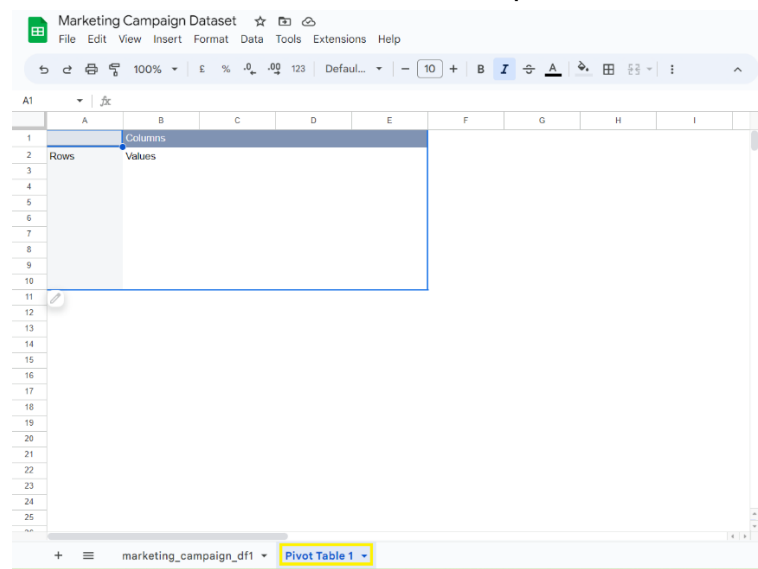 Marketing Campaign Dataset
File Edit View Insert Format Data Tools Extensions Help
100% £ % .0 .00 123 Defaul... − 10 + B I A
A1 fx
A B C D E F G H I
1 Columns
2 Rows Values
3
4
5
6
7
8
9
10
11
12
13
14
15
16
17
18
19
20
21
22
23
24
25
+ marketing_campaign_df1 Pivot Table 1